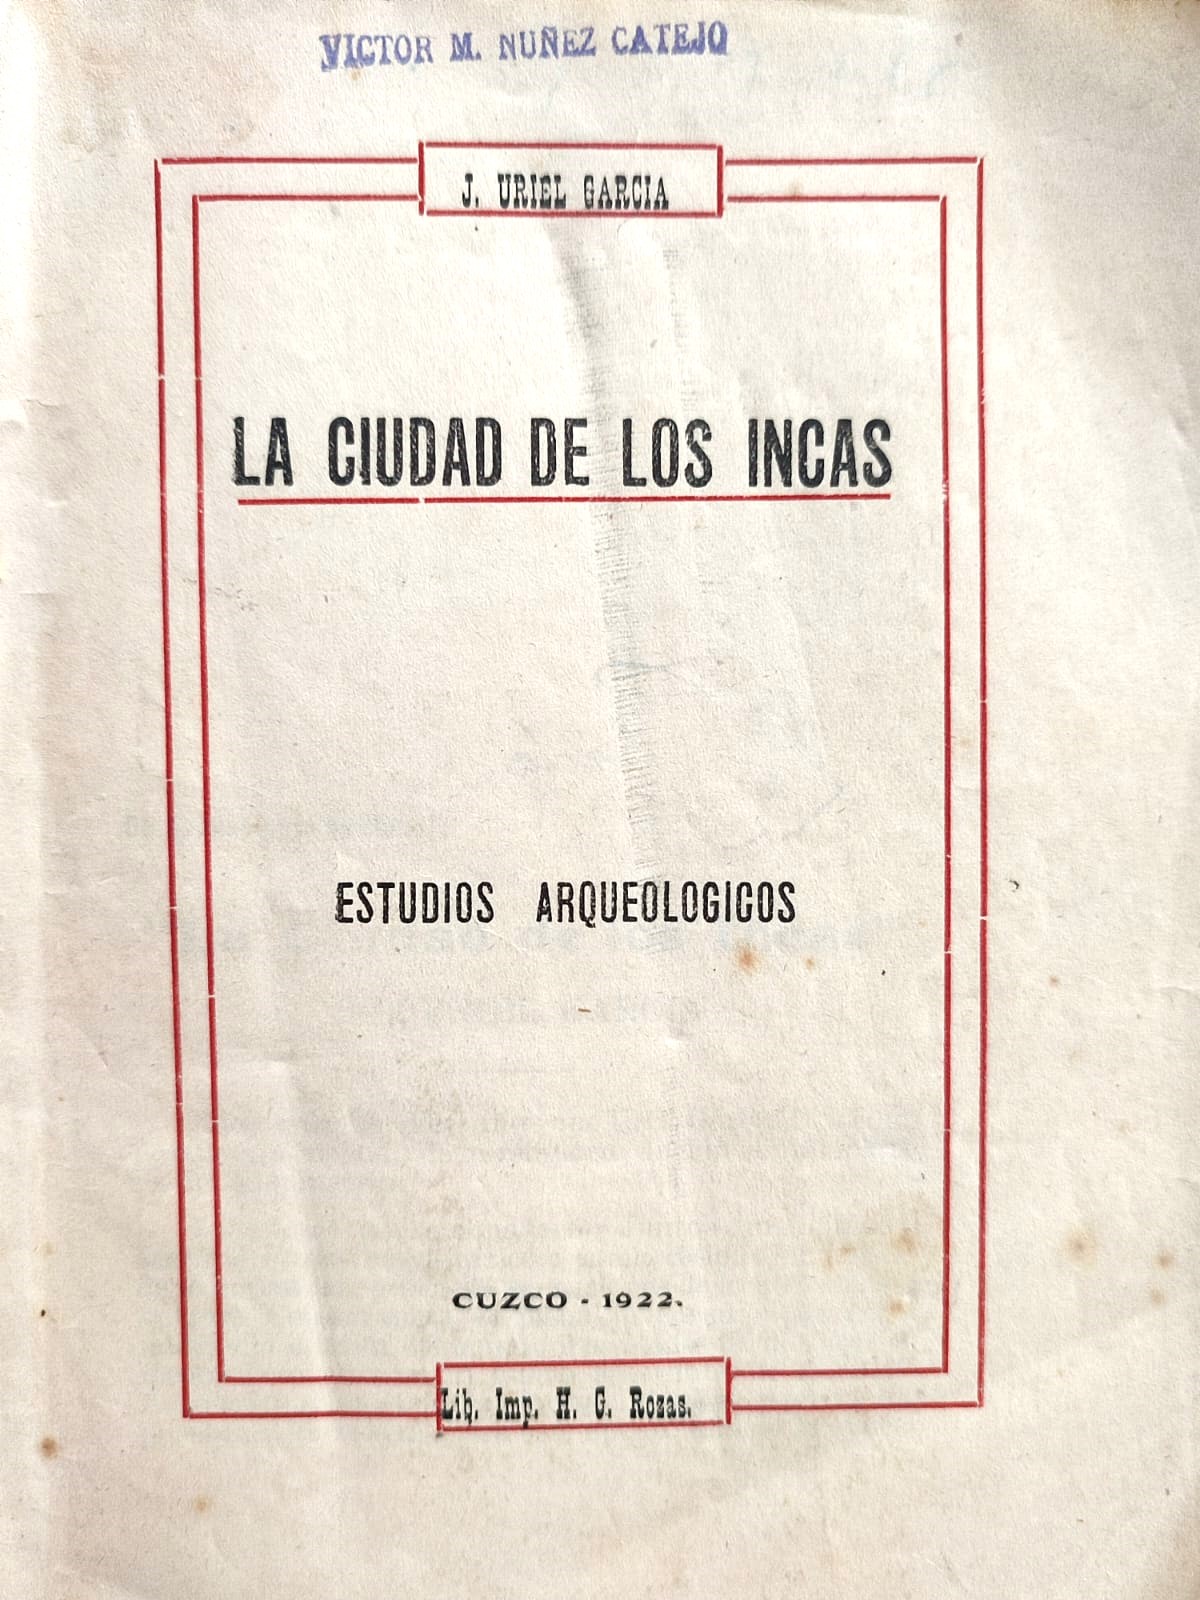 VICTOR M. NUÑEZ CATEJO
J. URIEL GARCIA
LA CIUDAD DE LOS INCAS
ESTUDIOS ARQUEOLOGICOS
CUZCO - 1922.
Lib. Imp. H. G. Rozas.